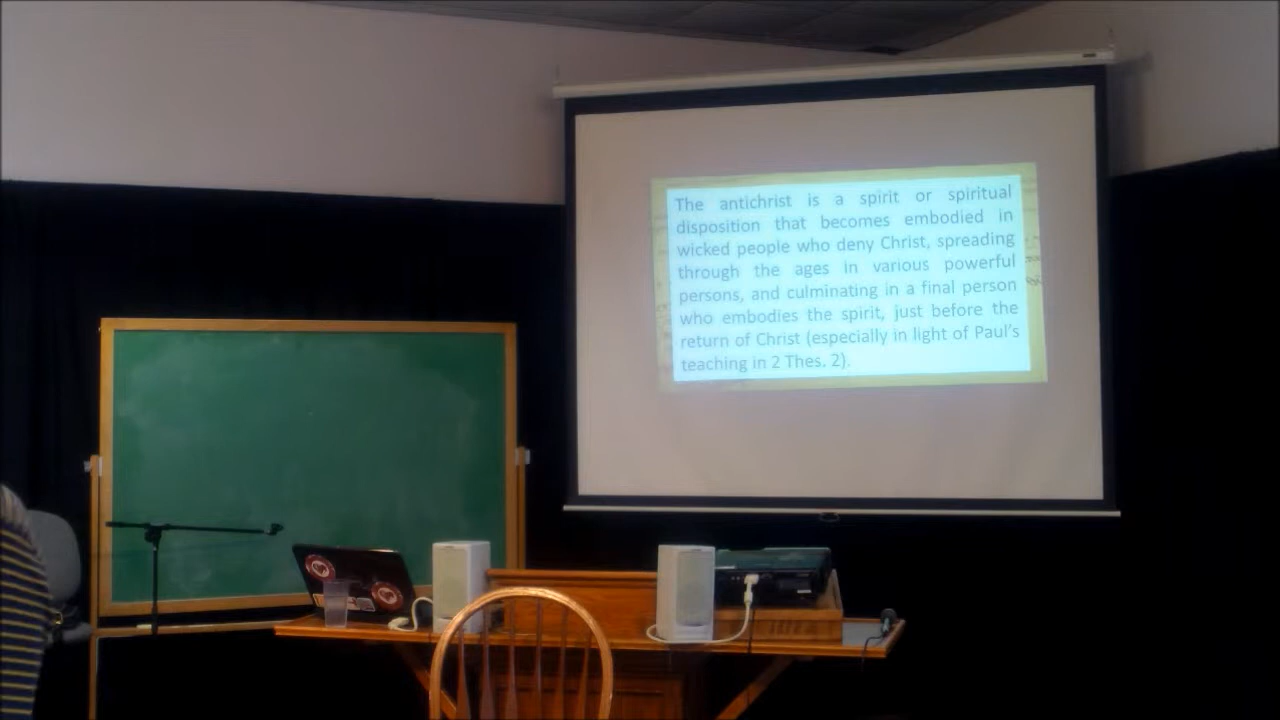 The antichrist is a spirit or spiritual
disposition that becomes embodied in
wicked people who deny Christ, spreading
through the ages in various powerful
persons, and culminating in a final person
who embodies the spirit, just before the
return of Christ (especially in light of Paul's
teaching in 2 Thes. 2).